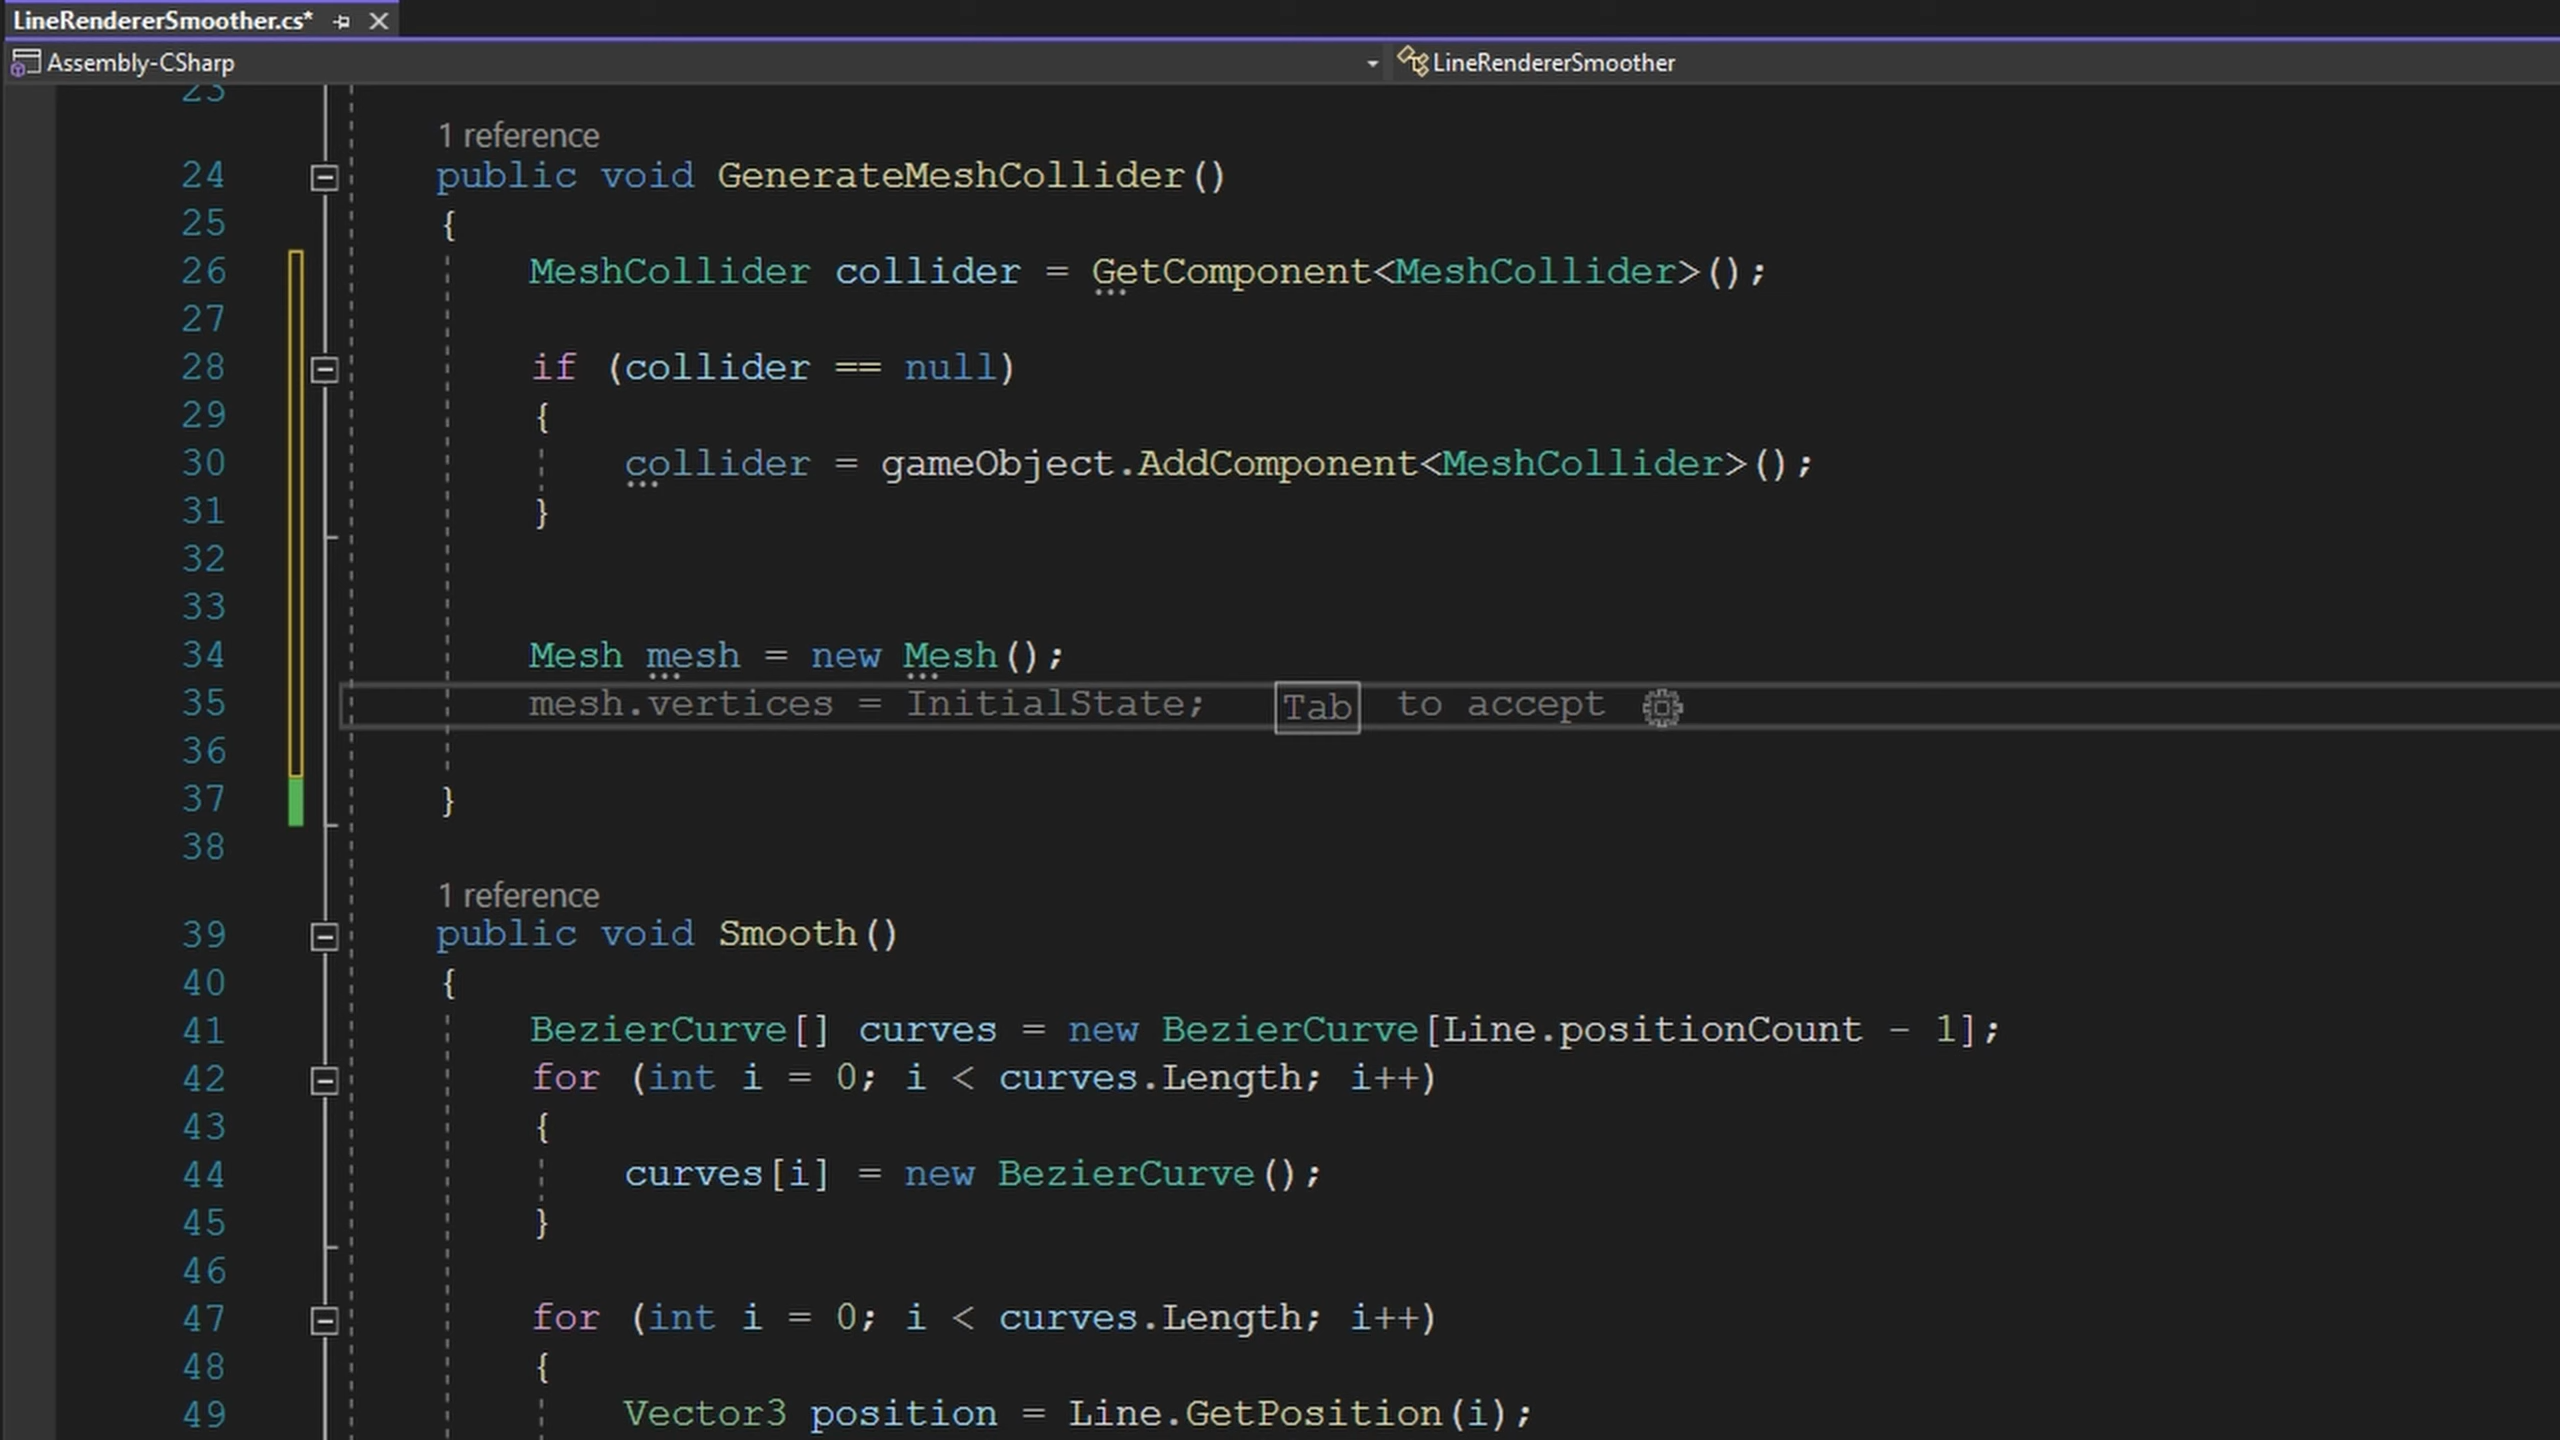 LineRendererSmoother.cs*
Assembly-CSharp LineRendererSmoother
23
1 reference
24 public void GenerateMeshCollider()
25 {
26 MeshCollider collider = GetComponent<MeshCollider>();
27
28 if (collider == null)
29 {
30 collider = gameObject.AddComponent<MeshCollider>();
31 }
32
33
34 Mesh mesh = new Mesh();
35 mesh.vertices = InitialState; Tab to accept
36
37 }
38
1 reference
39 public void Smooth()
40 {
41 BezierCurve[] curves = new BezierCurve[Line.positionCount - 1];
42 for (int i = 0; i < curves.Length; i++)
43 {
44 curves[i] = new BezierCurve();
45 }
46
47 for (int i = 0; i < curves.Length; i++)
48 {
49 Vector3 position = Line.GetPosition(i);